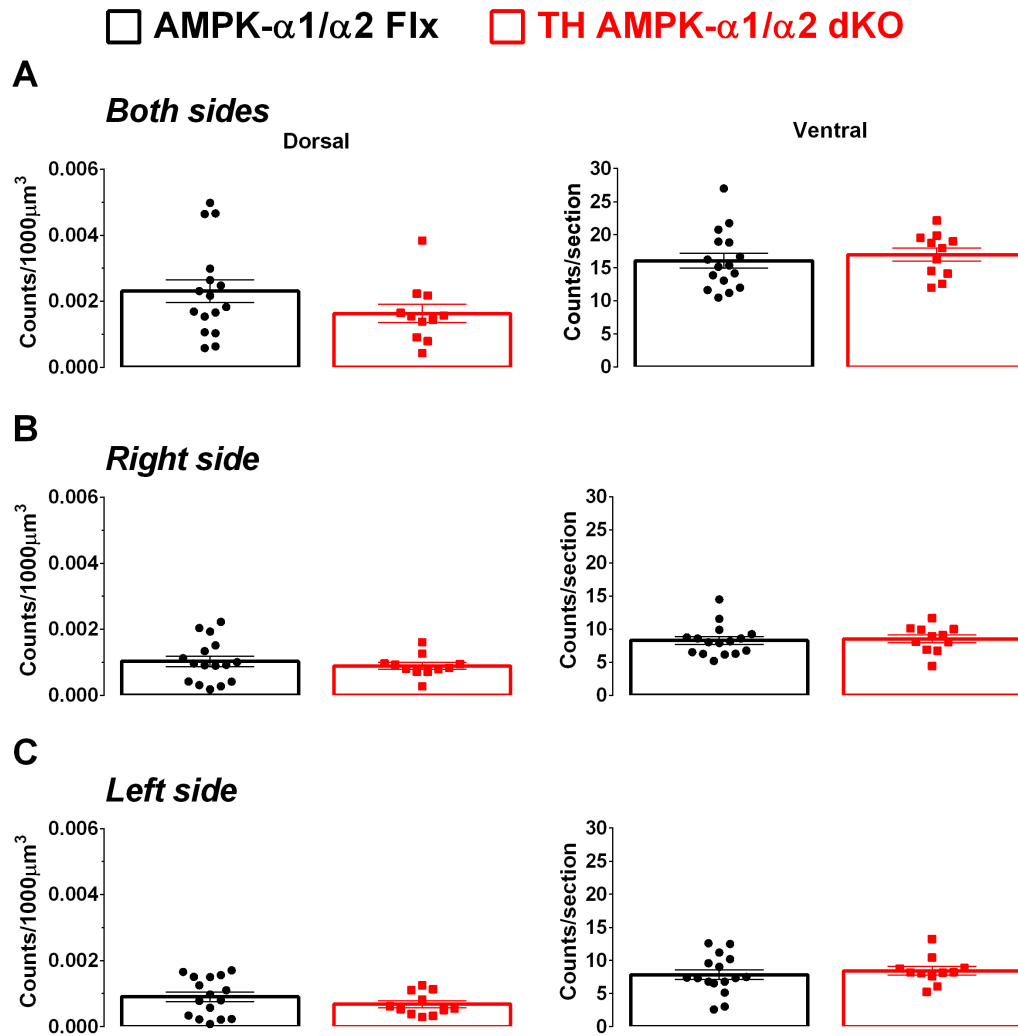 AMPK-α1/α2 Flx TH AMPK-α1/α2 dKO
A
Both sides
Dorsal
Ventral
Counts/1000μm³
0.006
0.004
0.002
0.000
Counts/section
30
25
20
15
10
5
0
B
Right side
Counts/1000μm³
0.006
0.004
0.002
0.000
Counts/section
30
25
20
15
10
5
0
C
Left side
Counts/1000μm³
0.006
0.004
0.002
0.000
Counts/section
30
25
20
15
10
5
0